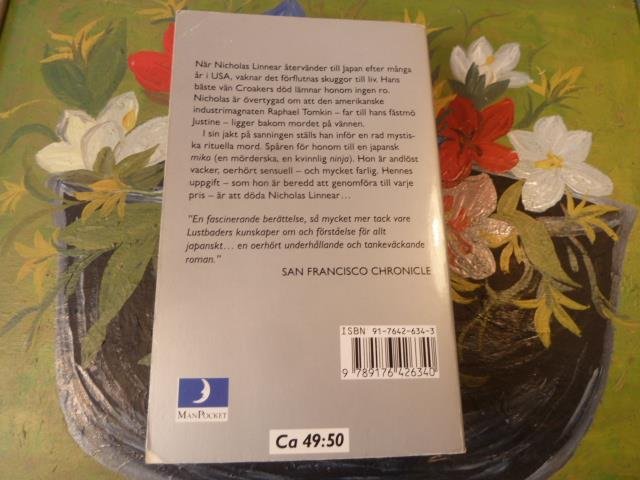 När Nicholas Linnear återvänder till Japan efter många
år i USA, vaknar det förflutnas skuggor till liv. Hans
bäste vän Croakers död lämnar honom ingen ro.
Nicholas är övertygad om att den amerikanske
industrimagnaten Raphael Tomkin – far till hans fästmö
Justine – ligger bakom mordet på vännen.
I sin jakt på sanningen ställs han inför en rad mystis-
ka rituella mord. Spåren för honom till en japansk
miko (en mörderska, en kvinnlig ninja). Hon är andlöst
vacker, oerhört sensuell – och mycket farlig. Hennes
uppgift – som hon är beredd att genomföra till varje
pris – är att döda Nicholas Linnear…
"En fascinerande berättelse, så mycket mer tack vare
Lustbaders kunskaper om och förståelse för allt
japanskt… en oerhört underhållande och tankeväckande
roman."
SAN FRANCISCO CHRONICLE
ISBN 91-7642-634-3
9 789176 426340
MÅNPOCKET
Ca 49:50